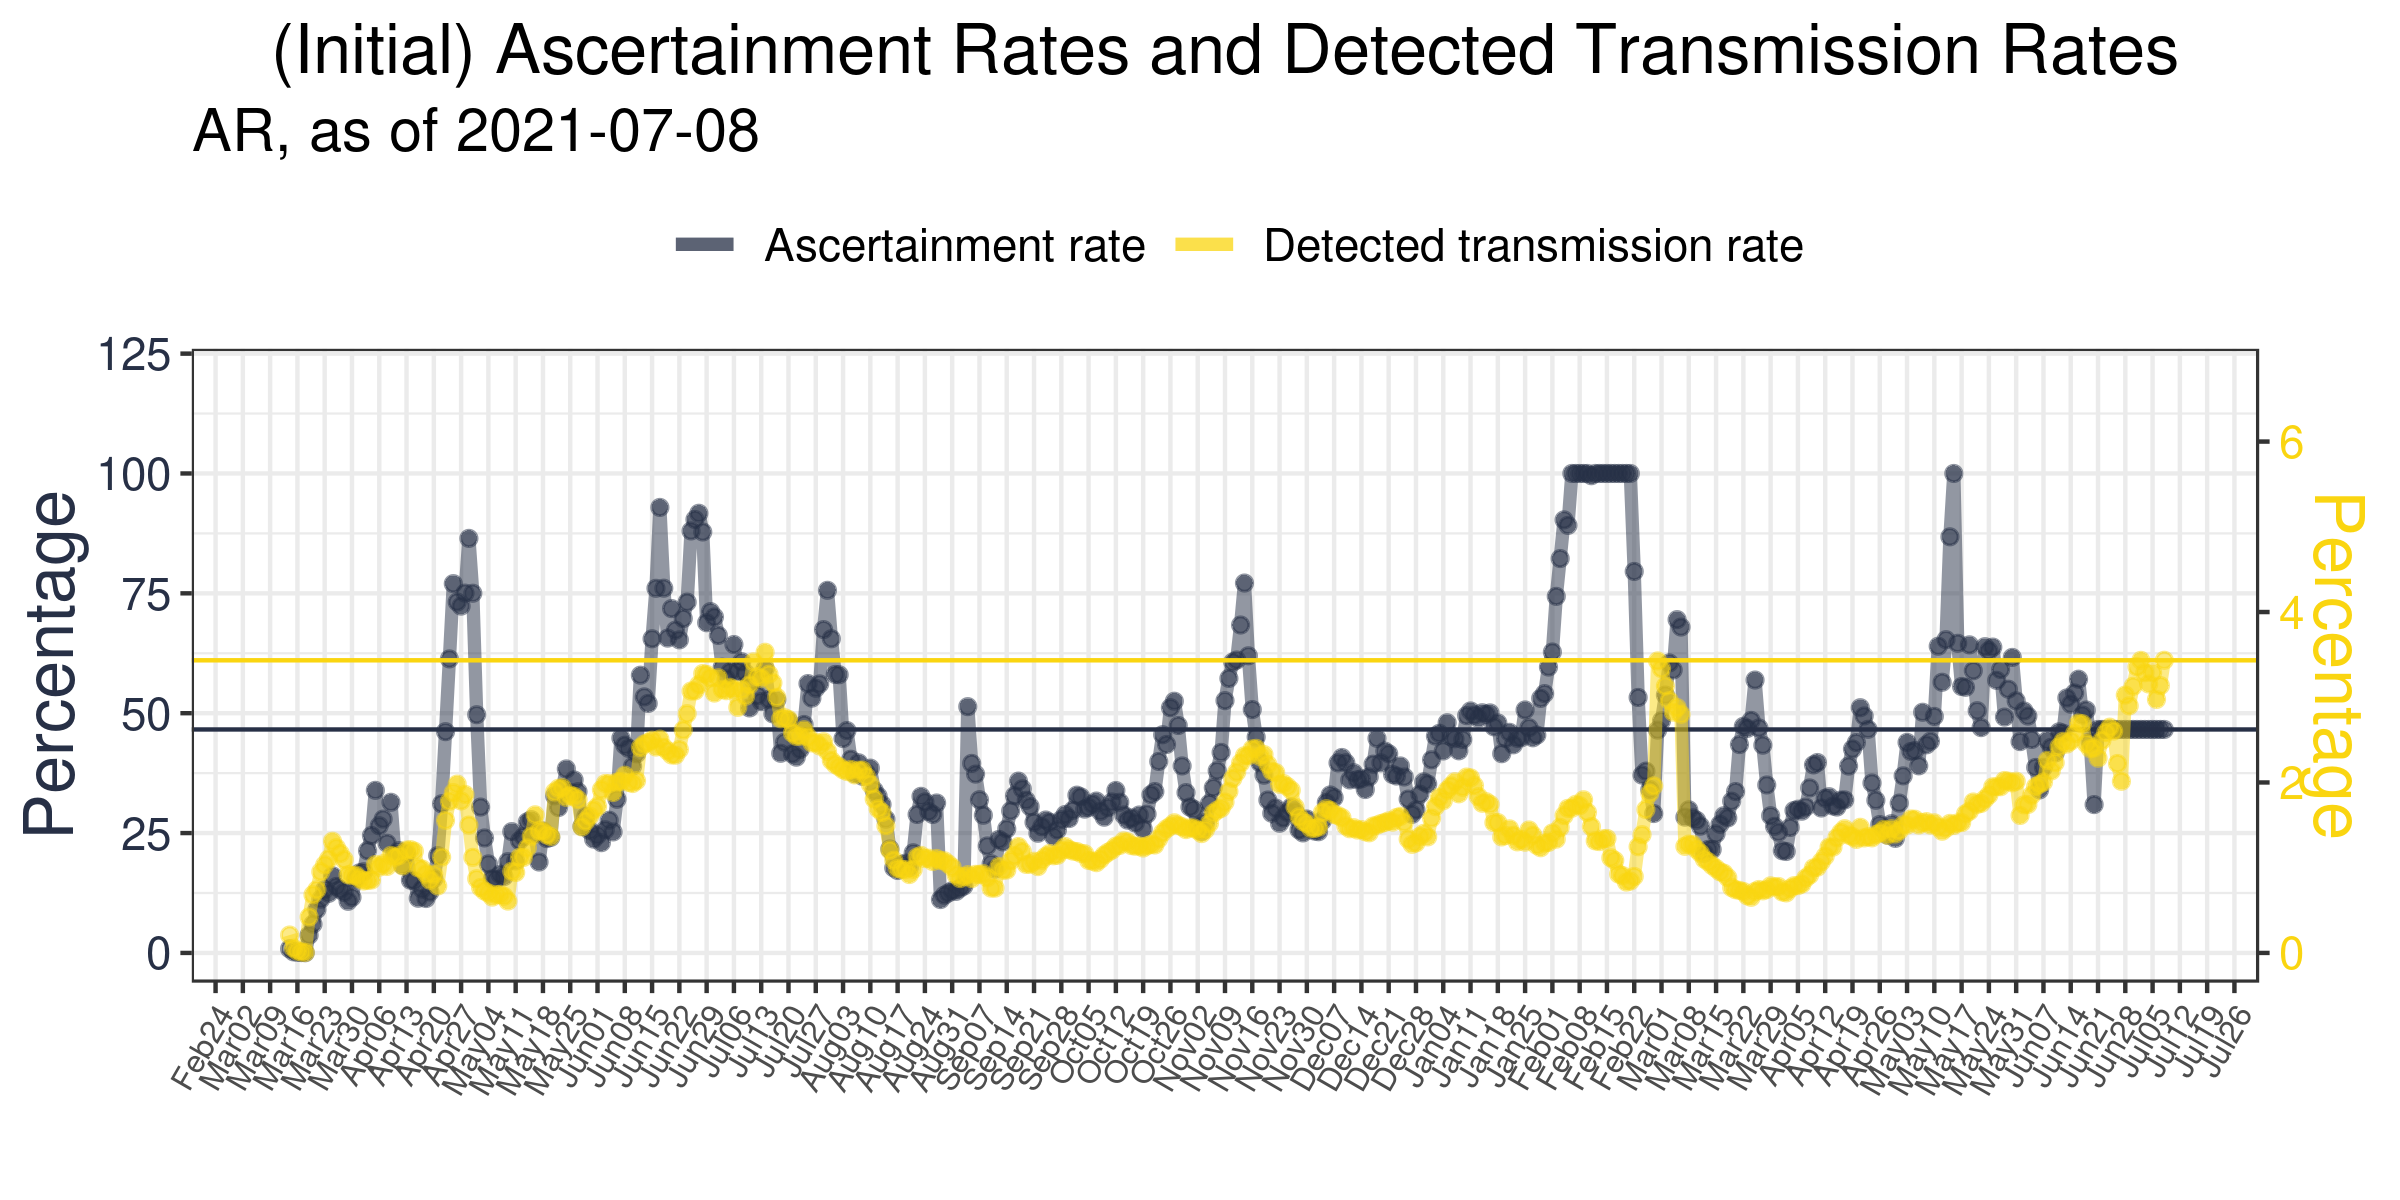 (Initial) Ascertainment Rates and Detected Transmission Rates
AR, as of 2021-07-08
Ascertainment rate
Detected transmission rate
Percentage
125
100
75
50
25
0
6
4
2
0
Percentage
Feb24
Mar02
Mar09
Mar16
Mar23
Mar30
Apr06
Apr13
Apr20
Apr27
May04
May11
May18
May25
Jun01
Jun08
Jun15
Jun22
Jun29
Jul06
Jul13
Jul20
Jul27
Aug03
Aug10
Aug17
Aug24
Aug31
Sep07
Sep14
Sep21
Sep28
Oct05
Oct12
Oct19
Oct26
Nov02
Nov09
Nov16
Nov23
Nov30
Dec07
Dec14
Dec21
Dec28
Jan04
Jan11
Jan18
Jan25
Feb01
Feb08
Feb15
Feb22
Mar01
Mar08
Mar15
Mar22
Mar29
Apr05
Apr12
Apr19
Apr26
May03
May10
May17
May24
May31
Jun07
Jun14
Jun21
Jun28
Jul05
Jul12
Jul19
Jul26